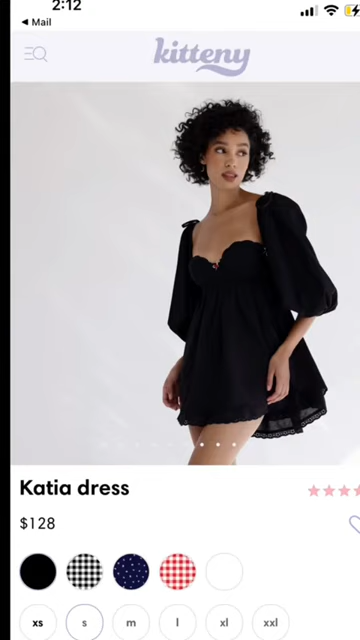 2:12
Mail
kitteny
Katia dress
$128
xs
s
m
l
xl
xxl